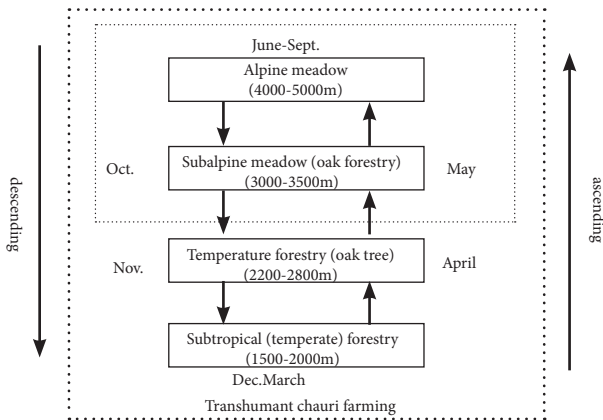 June-Sept.
Alpine meadow
(4000-5000m)
Oct.
Subalpine meadow (oak forestry)
(3000-3500m)
May
Nov.
Temperature forestry (oak tree)
(2200-2800m)
April
Subtropical (temperate) forestry
(1500-2000m)
Dec.March
Transhumant chauri farming
descending
ascending